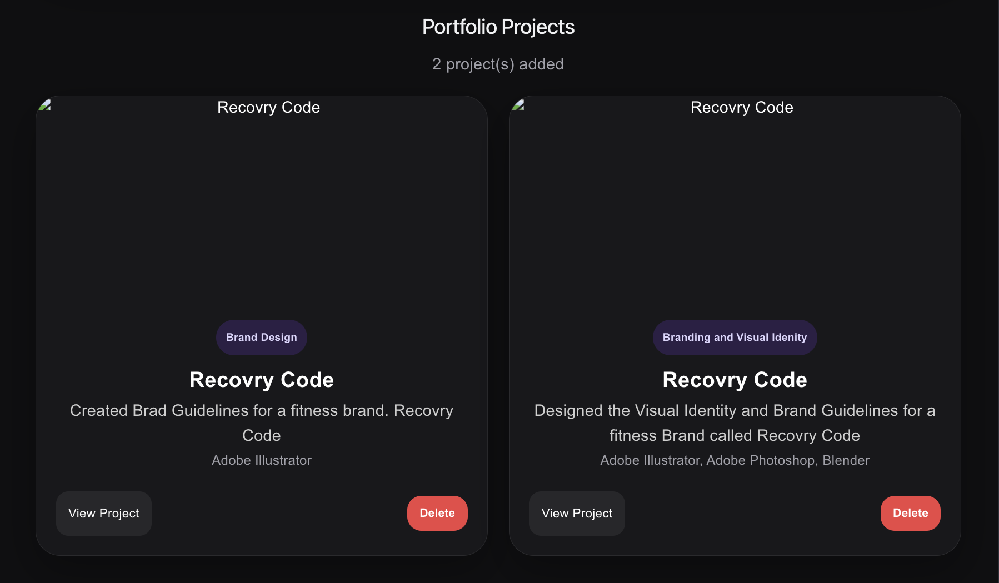 Portfolio Projects
2 project(s) added
Recovry Code
Brand Design
Recovry Code
Created Brad Guidelines for a fitness brand. Recovry
Code
Adobe Illustrator
View Project
Delete
Recovry Code
Branding and Visual Idenity
Recovry Code
Designed the Visual Identity and Brand Guidelines for a
fitness Brand called Recovry Code
Adobe Illustrator, Adobe Photoshop, Blender
View Project
Delete